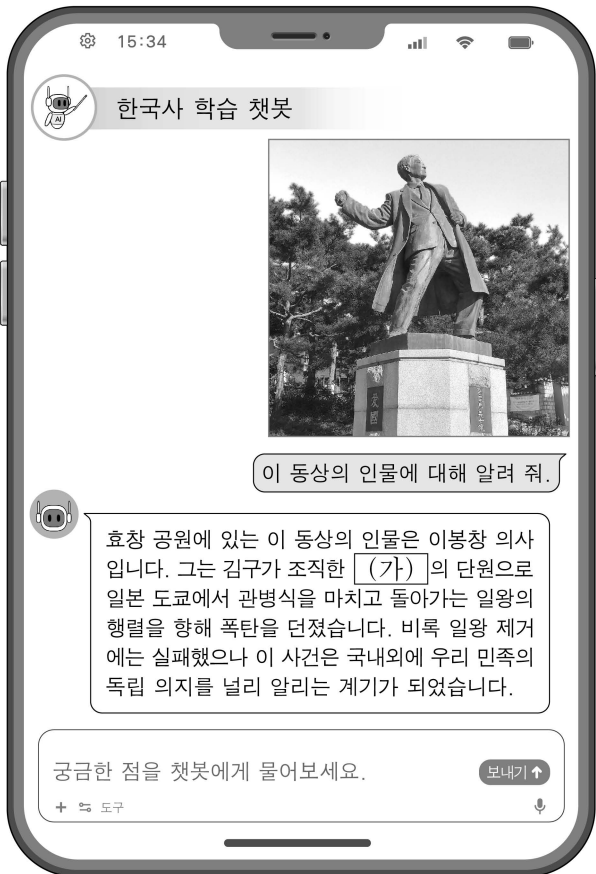 15:34
AI
한국사 학습 챗봇
愛國
이 동상의 인물에 대해 알려 줘.
효창 공원에 있는 이 동상의 인물은 이봉창 의사
입니다. 그는 김구가 조직한 (가) 의 단원으로
일본 도쿄에서 관병식을 마치고 돌아가는 일왕의
행렬을 향해 폭탄을 던졌습니다. 비록 일왕 제거
에는 실패했으나 이 사건은 국내외에 우리 민족의
독립 의지를 널리 알리는 계기가 되었습니다.
궁금한 점을 챗봇에게 물어보세요.
보내기
도구